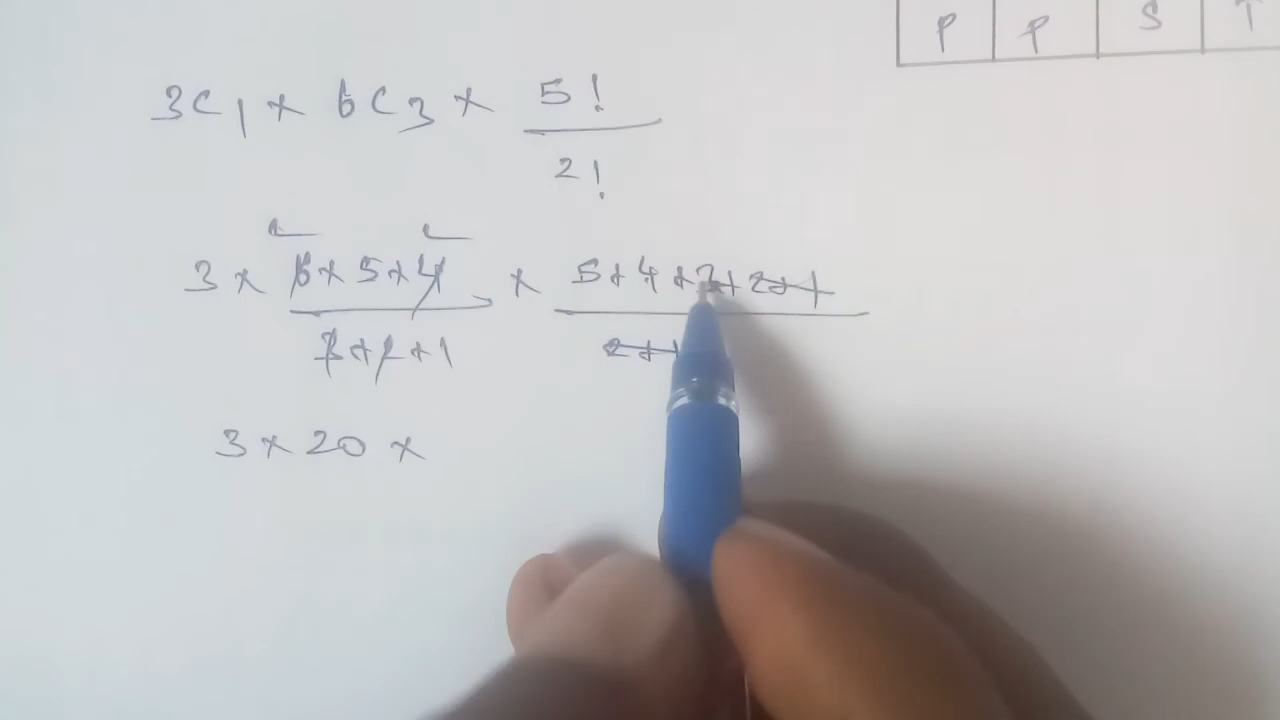 P P S T
3C1 × 6C3 × 5!
2!
3 × 6×5×4 × 5×4×3×2×1
3×2×1 2×1
3 × 20 ×